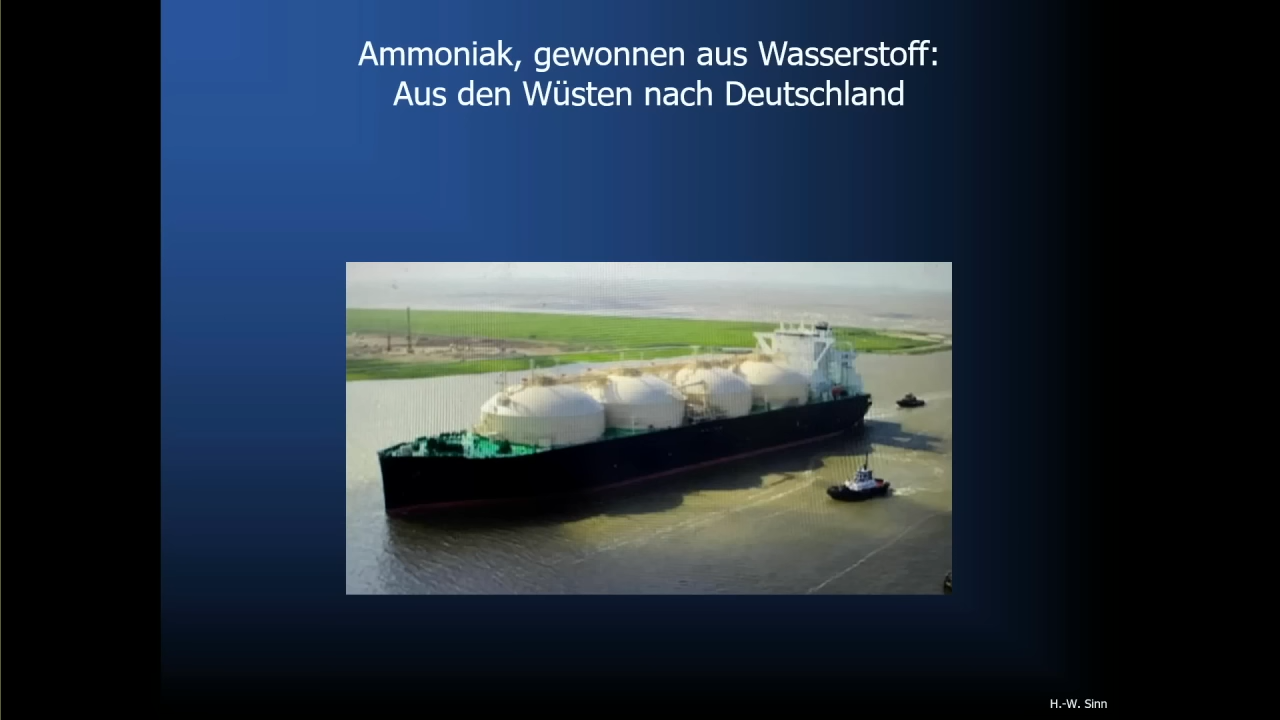 Ammoniak, gewonnen aus Wasserstoff:
Aus den Wüsten nach Deutschland
H.-W. Sinn